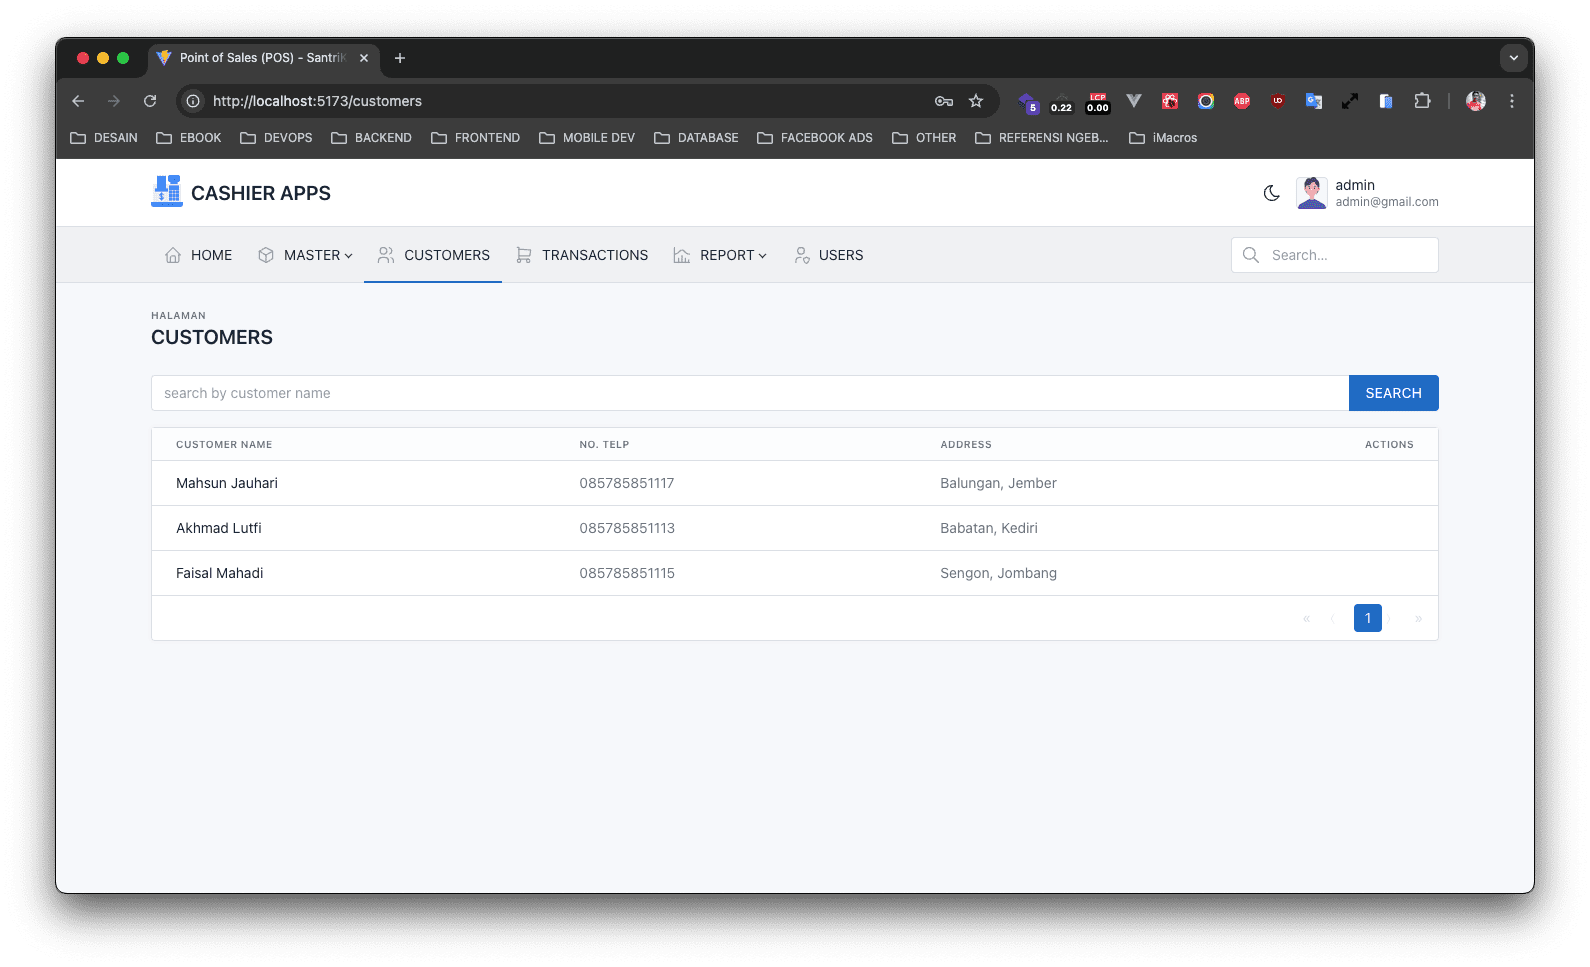 Point of Sales (POS) - SantriK
http://localhost:5173/customers
5
0.22
LCP
0.00
ABP
DESAIN
EBOOK
DEVOPS
BACKEND
FRONTEND
MOBILE DEV
DATABASE
FACEBOOK ADS
OTHER
REFERENSI NGEB...
iMacros
CASHIER APPS
admin
admin@gmail.com
HOME
MASTER
CUSTOMERS
TRANSACTIONS
REPORT
USERS
Search...
HALAMAN
CUSTOMERS
search by customer name
SEARCH
CUSTOMER NAME NO. TELP ADDRESS ACTIONS
Mahsun Jauhari 085785851117 Balungan, Jember
Akhmad Lutfi 085785851113 Babatan, Kediri
Faisal Mahadi 085785851115 Sengon, Jombang
« ‹ 1 › »